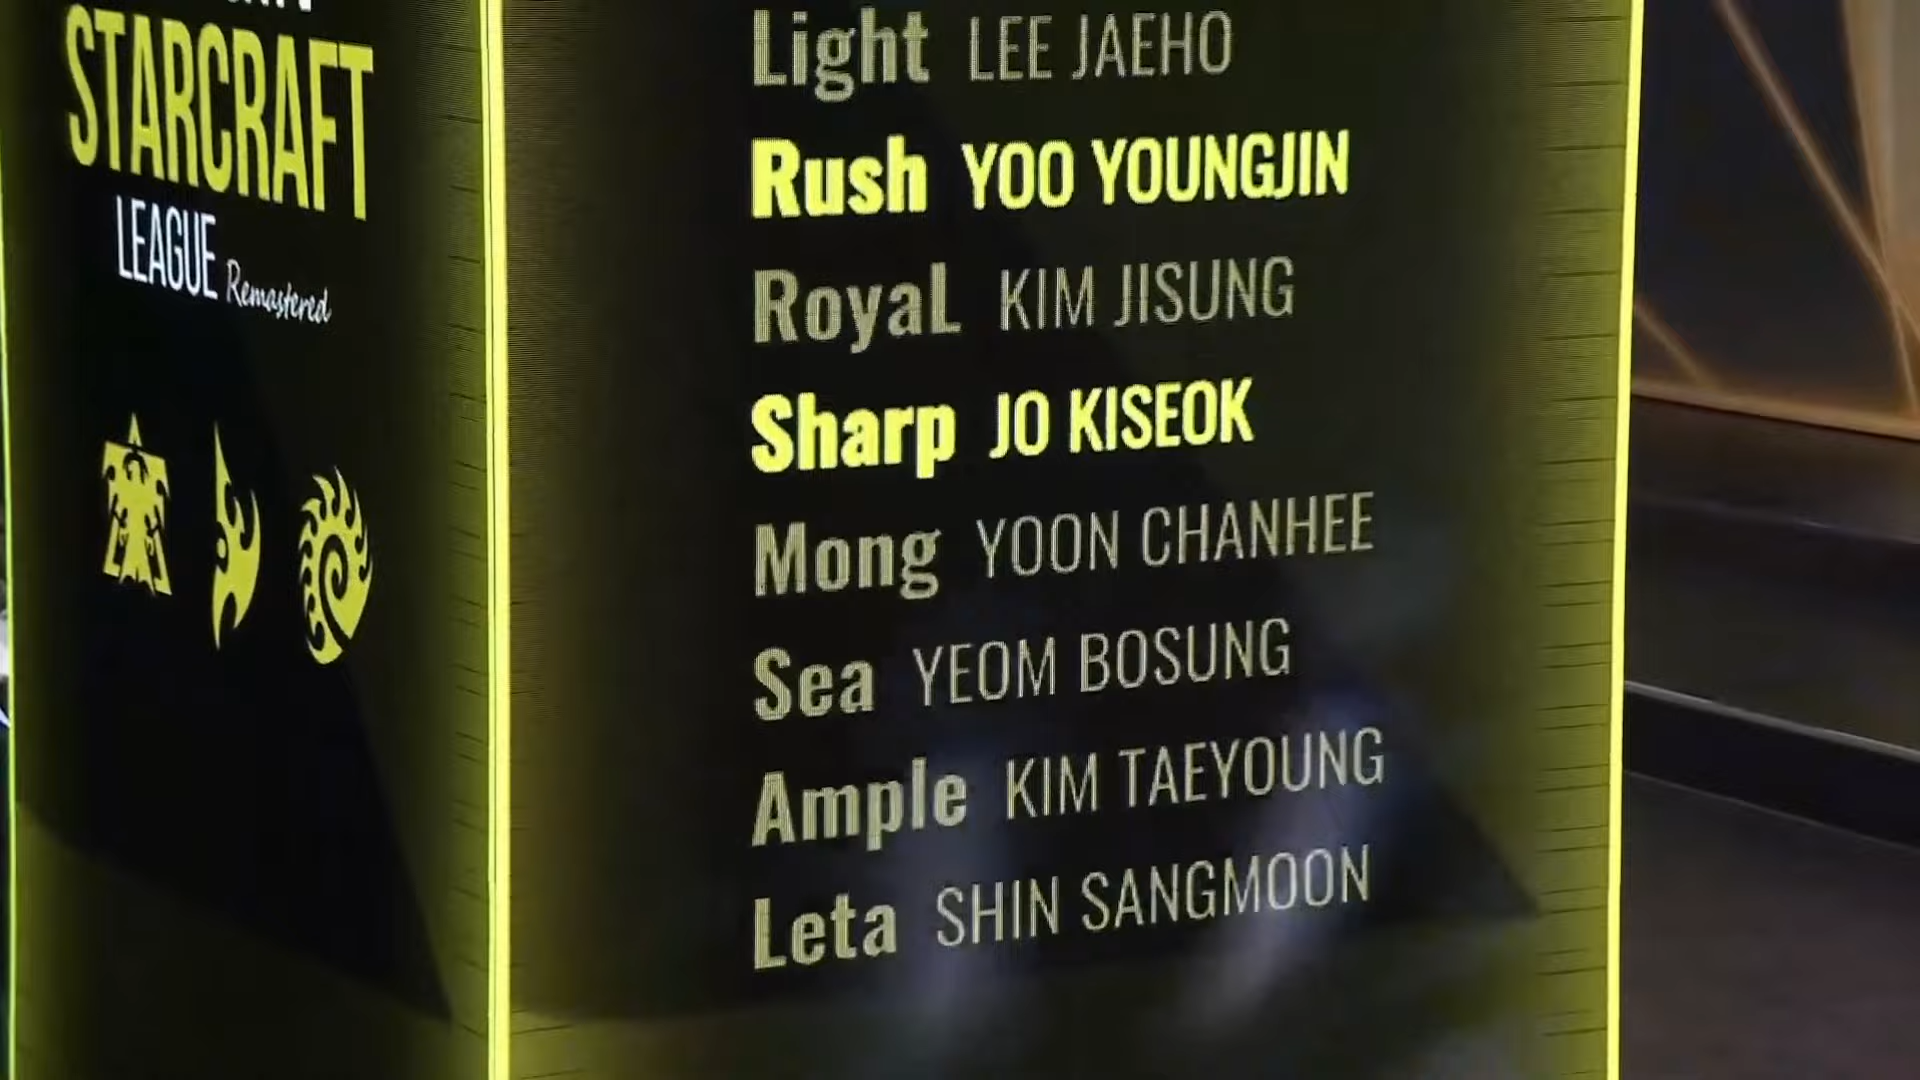 STARCRAFT
LEAGUE Remastered
Light LEE JAEHO
Rush YOO YOUNGJIN
RoyaL KIM JISUNG
Sharp JO KISEOK
Mong YOON CHANHEE
Sea YEOM BOSUNG
Ample KIM TAEYOUNG
Leta SHIN SANGMOON